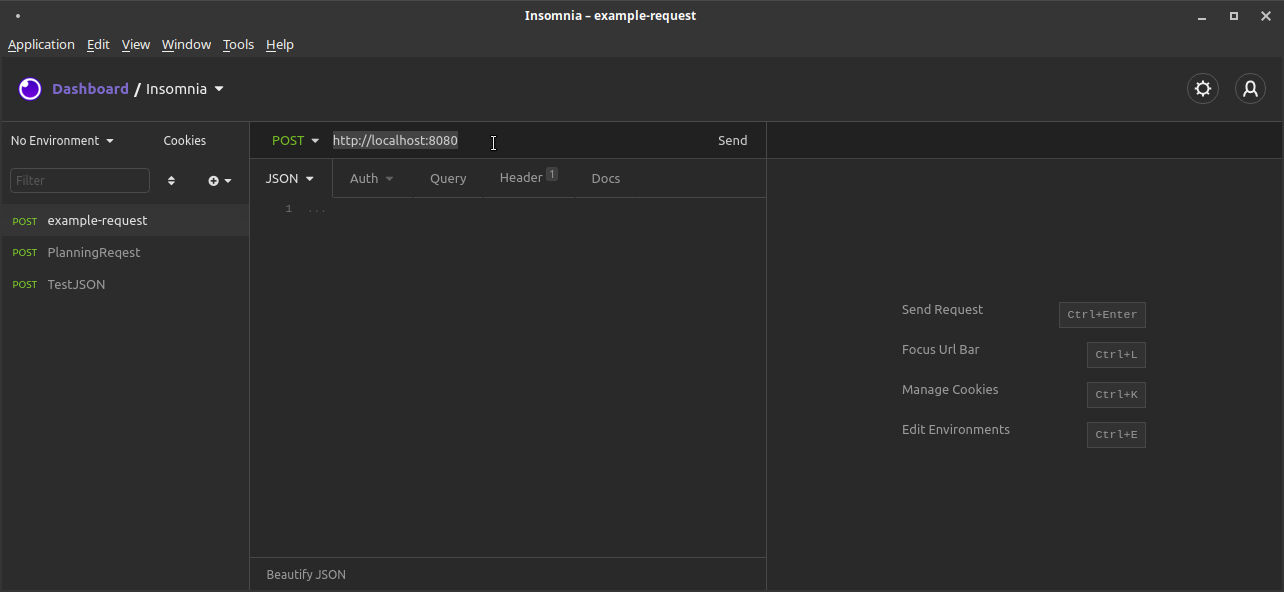 Insomnia – example-request
Application Edit View Window Tools Help
Dashboard / Insomnia
No Environment Cookies
POST http://localhost:8080 Send
Filter
JSON Auth Query Header 1 Docs
1 ...
POST example-request
POST PlanningReqest
POST TestJSON
Send Request Ctrl+Enter
Focus Url Bar Ctrl+L
Manage Cookies Ctrl+K
Edit Environments Ctrl+E
Beautify JSON